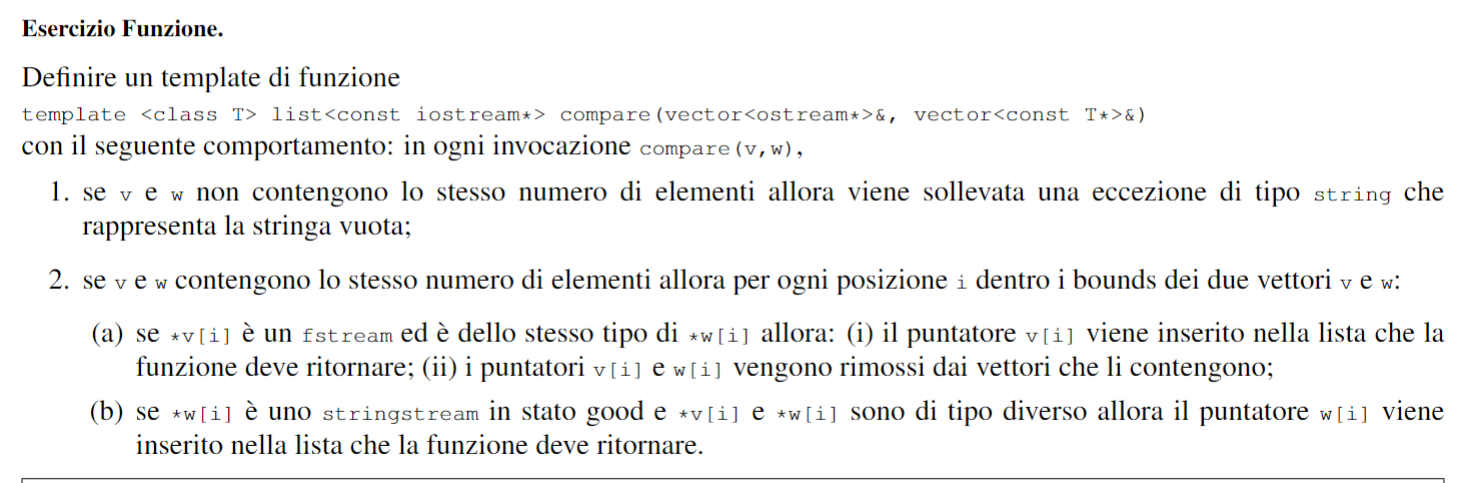 Esercizio Funzione.
Definire un template di funzione
template <class T> list<const iostream*> compare(vector<ostream*>&, vector<const T*>&)
con il seguente comportamento: in ogni invocazione compare(v,w),
1. se v e w non contengono lo stesso numero di elementi allora viene sollevata una eccezione di tipo string che
rappresenta la stringa vuota;
2. se v e w contengono lo stesso numero di elementi allora per ogni posizione i dentro i bounds dei due vettori v e w:
(a) se *v[i] è un fstream ed è dello stesso tipo di *w[i] allora: (i) il puntatore v[i] viene inserito nella lista che la
funzione deve ritornare; (ii) i puntatori v[i] e w[i] vengono rimossi dai vettori che li contengono;
(b) se *w[i] è uno stringstream in stato good e *v[i] e *w[i] sono di tipo diverso allora il puntatore w[i] viene
inserito nella lista che la funzione deve ritornare.